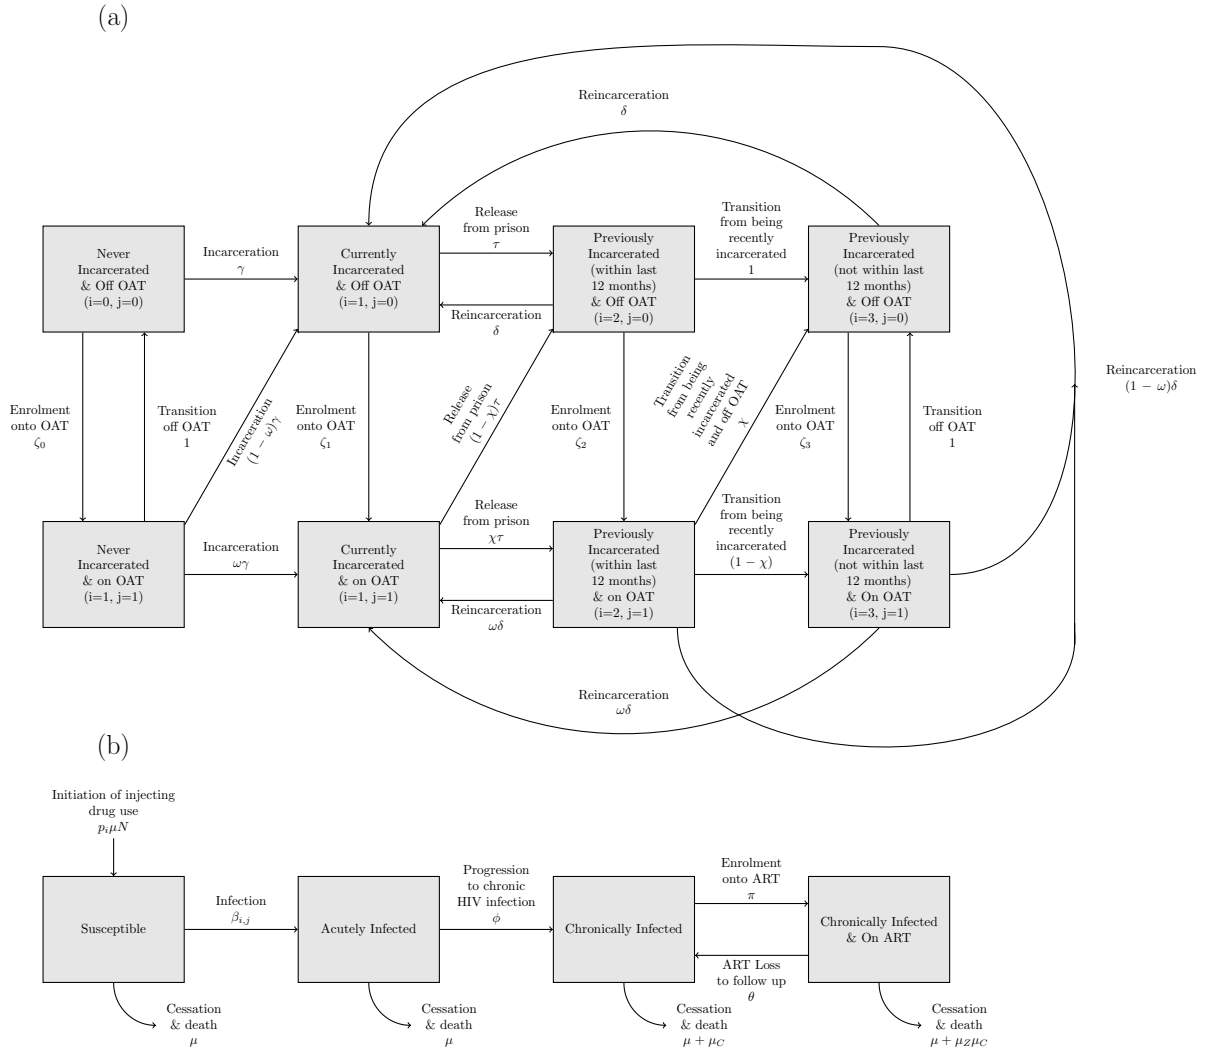 (a)
Reincarceration
δ
Never
Incarcerated
& Off OAT
(i=0, j=0)
Incarceration
γ
Currently
Incarcerated
& Off OAT
(i=1, j=0)
Release
from prison
τ
Reincarceration
δ
Previously
Incarcerated
(within last
12 months)
& Off OAT
(i=2, j=0)
Transition
from being
recently
incarcerated
1
Previously
Incarcerated
(not within last
12 months)
& Off OAT
(i=3, j=0)
Reincarceration
(1 − ω)δ
Enrolment
onto OAT
ζ₀
Transition
off OAT
1
Incarceration
(1 − ω)γ
Enrolment
onto OAT
ζ₁
Release
from prison
(1 − χ)τ
Enrolment
onto OAT
ζ₂
Transition
from being
recently
incarcerated
and off OAT
χ
Enrolment
onto OAT
ζ₃
Transition
off OAT
1
Never
Incarcerated
& on OAT
(i=1, j=1)
Incarceration
ωγ
Currently
Incarcerated
& on OAT
(i=1, j=1)
Release
from prison
χτ
Reincarceration
ωδ
Previously
Incarcerated
(within last
12 months)
& on OAT
(i=2, j=1)
Transition
from being
recently
incarcerated
(1 − χ)
Previously
Incarcerated
(not within last
12 months)
& On OAT
(i=3, j=1)
Reincarceration
ωδ
(b)
Initiation of injecting
drug use
pᵢμN
Susceptible
Infection
βᵢ,ⱼ
Acutely Infected
Progression
to chronic
HIV infection
ϕ
Chronically Infected
Enrolment
onto ART
π
ART Loss
to follow up
θ
Chronically Infected
& On ART
Cessation
& death
μ
Cessation
& death
μ
Cessation
& death
μ + μ_C
Cessation
& death
μ + μ_Zμ_C